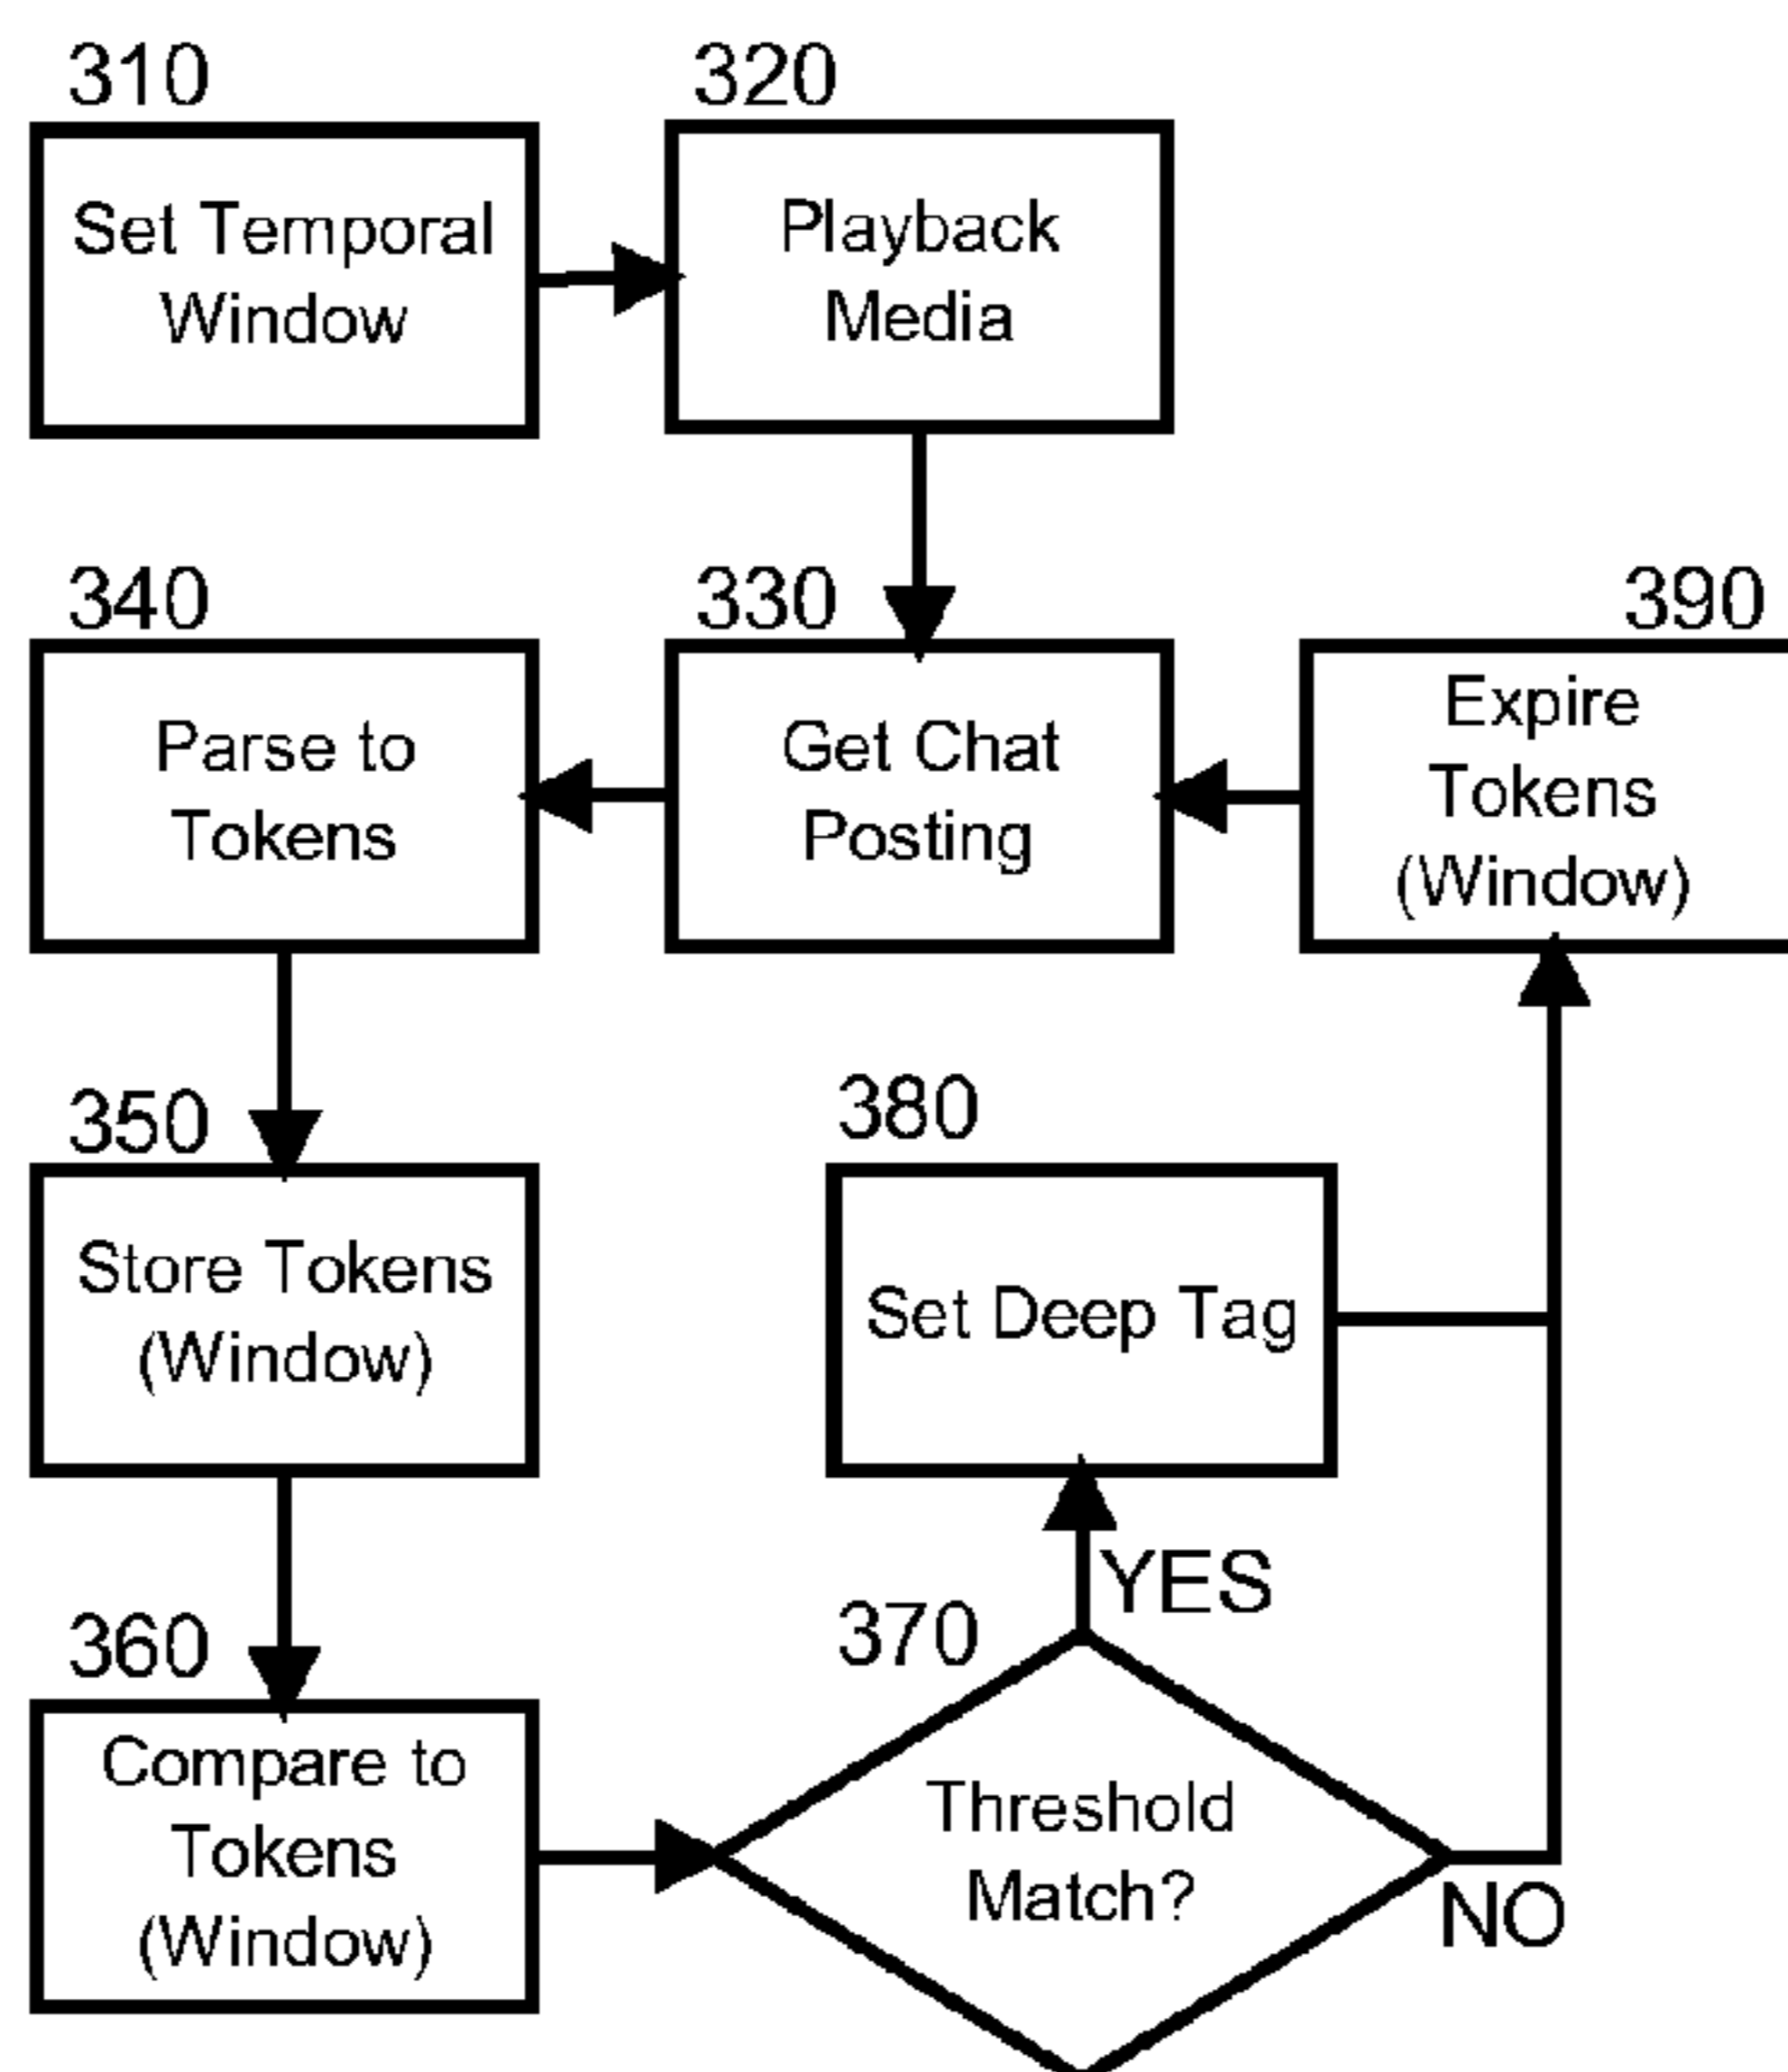 310
Set Temporal
Window
320
Playback
Media
340
Parse to
Tokens
330
Get Chat
Posting
390
Expire
Tokens
(Window)
350
Store Tokens
(Window)
380
Set Deep Tag
YES
360
Compare to
Tokens
(Window)
370
Threshold
Match?
NO